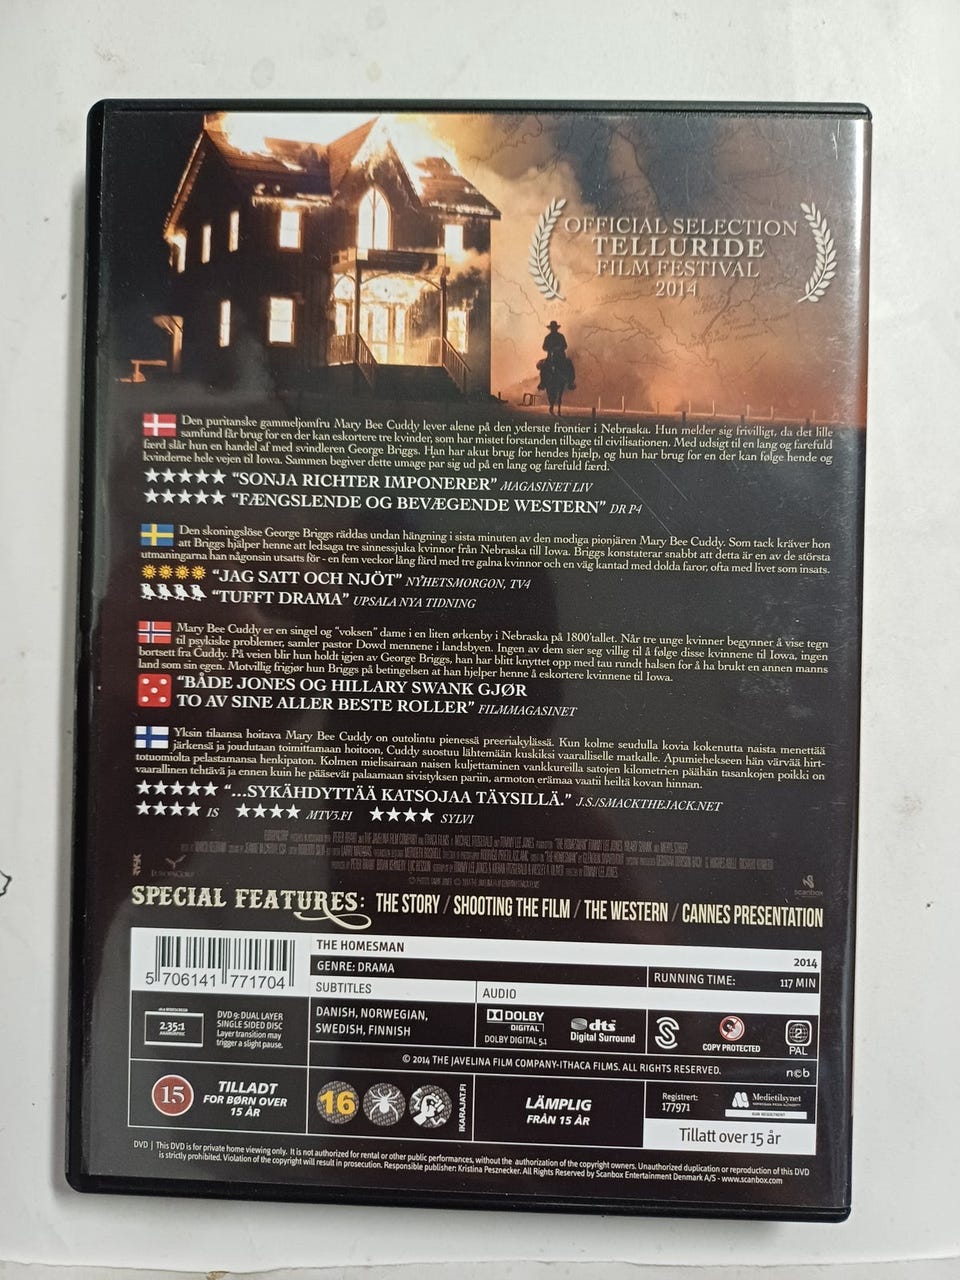 OFFICIAL SELECTION
TELLURIDE
FILM FESTIVAL
2014
Den puritanske gammeljomfru Mary Bee Cuddy lever alene på den yderste frontier i Nebraska. Hun melder sig frivilligt, da det lille
samfund får brug for en der kan eskortere tre kvinder, som har mistet forstanden tilbage til civilisationen. Med udsigt til en lang og farefuld
færd slår hun en handel af med svindleren George Briggs. Han har akut brug for hendes hjælp, og hun har brug for en der kan følge hende og
kvinderne hele vejen til Iowa. Sammen begiver dette umage par sig ud på en lang og farefuld færd.
★★★★★ “SONJA RICHTER IMPONERER” MAGASINET LIV
★★★★★ “FÆNGSLENDE OG BEVÆGENDE WESTERN” DR P4
Den skoningslöse George Briggs räddas undan hängning i sista minuten av den modiga pionjären Mary Bee Cuddy. Som tack kräver hon
att Briggs hjälper henne att ledsaga tre sinnessjuka kvinnor från Nebraska till Iowa. Briggs konstaterar snabbt att detta är en av de största
utmaningarna han någonsin utsatts för - en fem veckor lång färd med tre galna kvinnor och en väg kantad med dolda faror, ofta med livet som insats.
“JAG SATT OCH NJÖT” NYHETSMORGON, TV4
“TUFFT DRAMA” UPSALA NYA TIDNING
Mary Bee Cuddy er en singel og “voksen” dame i en liten ørkenby i Nebraska på 1800'tallet. Når tre unge kvinner begynner å vise tegn
til psykiske problemer, samler pastor Dowd mennene i landsbyen. Ingen av dem sier seg villig til å følge disse kvinnene til Iowa, ingen
bortsett fra Cuddy. På veien blir hun holdt igjen av George Briggs, han har blitt knyttet opp med tau rundt halsen for å ha brukt en annen manns
land som sin egen. Motvillig frigjør hun Briggs på betingelsen at han hjelper henne å eskortere kvinnene til Iowa.
“BÅDE JONES OG HILLARY SWANK GJØR
TO AV SINE ALLER BESTE ROLLER” FILMMAGASINET
Yksin tilaansa hoitava Mary Bee Cuddy on outolintu pienessä preeriakylässä. Kun kolme seudulla kovia kokenutta naista menettää
järkensä ja joudutaan toimittamaan hoitoon, Cuddy suostuu lähtemään kuskiksi vaaralliselle matkalle. Apumiehekseen hän värvää hirt-
totuomiolta pelastamansa henkipaton. Kolmen mielisairaan naisen kuljettaminen vankkureilla satojen kilometrien päähän tasankojen poikki on
vaarallinen tehtävä ja ennen kuin he pääsevät palaamaan sivistyksen pariin, armoton erämaa vaatii heiltä kovan hinnan.
★★★★★ “...SYKÄHDYTTÄÄ KATSOJAA TÄYSILLÄ.” J.S./SMACKTHEJACK.NET
★★★★ IS ★★★★ MTV3.FI ★★★★ SYLVI
EUROPACORP
scanbox
SPECIAL FEATURES: THE STORY / SHOOTING THE FILM / THE WESTERN / CANNES PRESENTATION
5 706141 771704
THE HOMESMAN
2014
GENRE: DRAMA
RUNNING TIME: 117 MIN
SUBTITLES
AUDIO
2.35:1
DVD 9: DUAL LAYER
SINGLE SIDED DISC
Layer transition may
trigger a slight pause.
DANISH, NORWEGIAN,
SWEDISH, FINNISH
DOLBY
DIGITAL
DOLBY DIGITAL 5.1
dts
Digital Surround
COPY PROTECTED
2
PAL
© 2014 THE JAVELINA FILM COMPANY-ITHACA FILMS. ALL RIGHTS RESERVED.
ncb
15
TILLADT
FOR BØRN OVER
15 ÅR
16
IKARAJAT.FI
LÄMPLIG
FRÅN 15 ÅR
Registrert:
177971
Medietilsynet
Tillatt over 15 år
DVD | This DVD is for private home viewing only. It is not authorized for rental or other public performances, without the authorization of the copyright owners. Unauthorized duplication or reproduction of this DVD
is strictly prohibited. Violation of the copyright will result in prosecution. Responsible publisher: Kristina Pesznecker. All Rights Reserved by Scanbox Entertainment Denmark A/S - www.scanbox.com